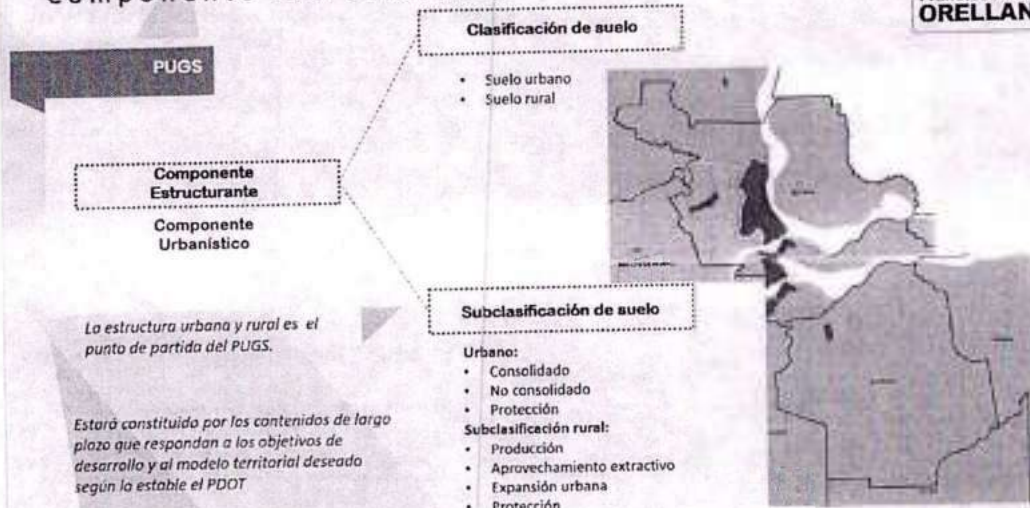 PUGS
Componente
Estructurante
Componente
Urbanístico
La estructura urbana y rural es el
punto de partida del PUGS.
Estará constituido por los contenidos de largo
plazo que respondan a los objetivos de
desarrollo y al modelo territorial deseado
según la estable el PDOT
Clasificación de suelo
• Suelo urbano
• Suelo rural
Subclasificación de suelo
Urbano:
• Consolidado
• No consolidado
• Protección
Subclasificación rural:
• Producción
• Aprovechamiento extractivo
• Expansión urbana
• Protección
ORELLAN